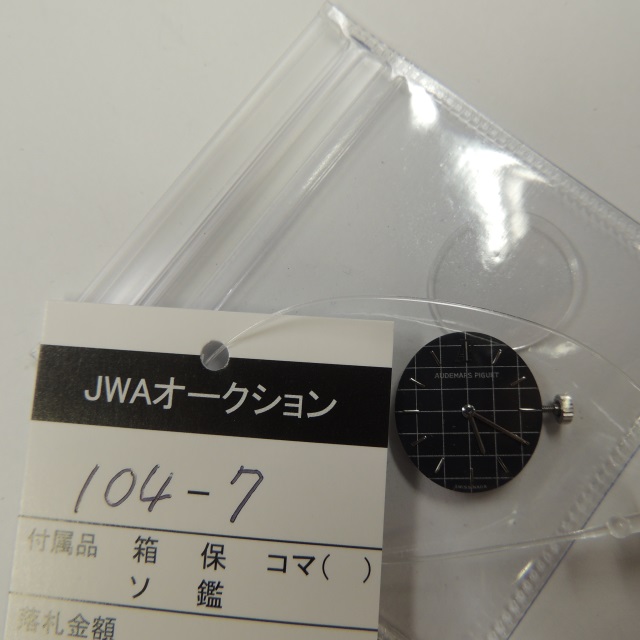 JWAオークション
104-7
付属品 箱 保 コマ( )
ソ 鑑
落札金額
AUDEMARS PIGUET